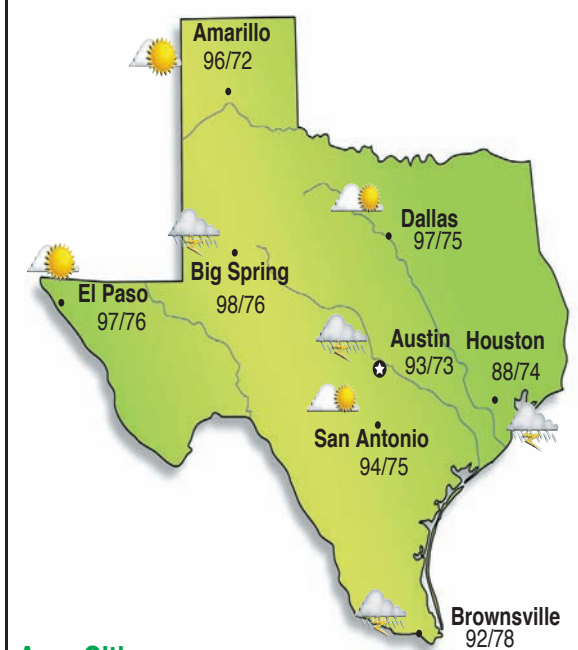 Amarillo
96/72
Dallas
97/75
Big Spring
98/76
El Paso
97/76
Austin
93/73
Houston
88/74
San Antonio
94/75
Brownsville
92/78